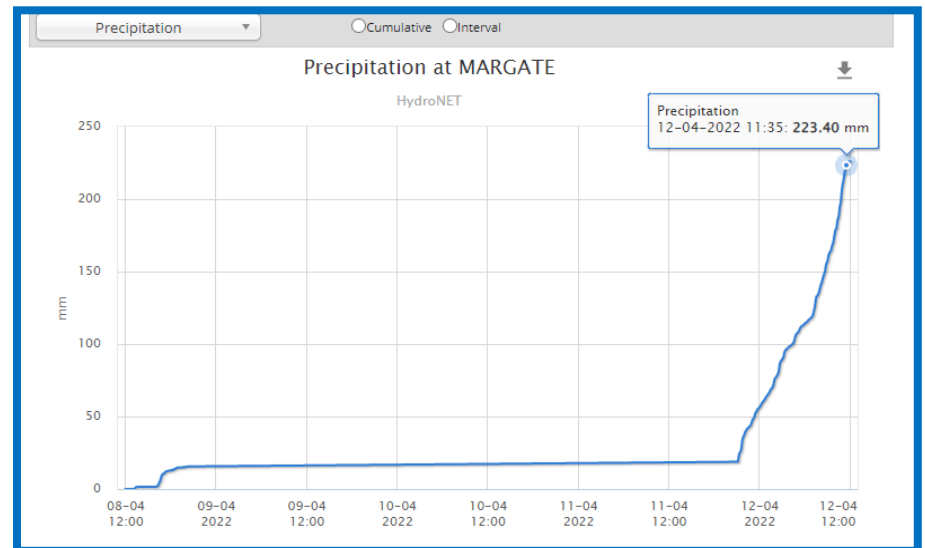 Precipitation
Cumulative Interval
Precipitation at MARGATE
HydroNET
Precipitation
12-04-2022 11:35: 223.40 mm
250
200
150
100
50
0
mm
08-04 09-04 09-04 10-04 10-04 11-04 11-04 12-04 12-04
12:00 2022 12:00 2022 12:00 2022 12:00 2022 12:00